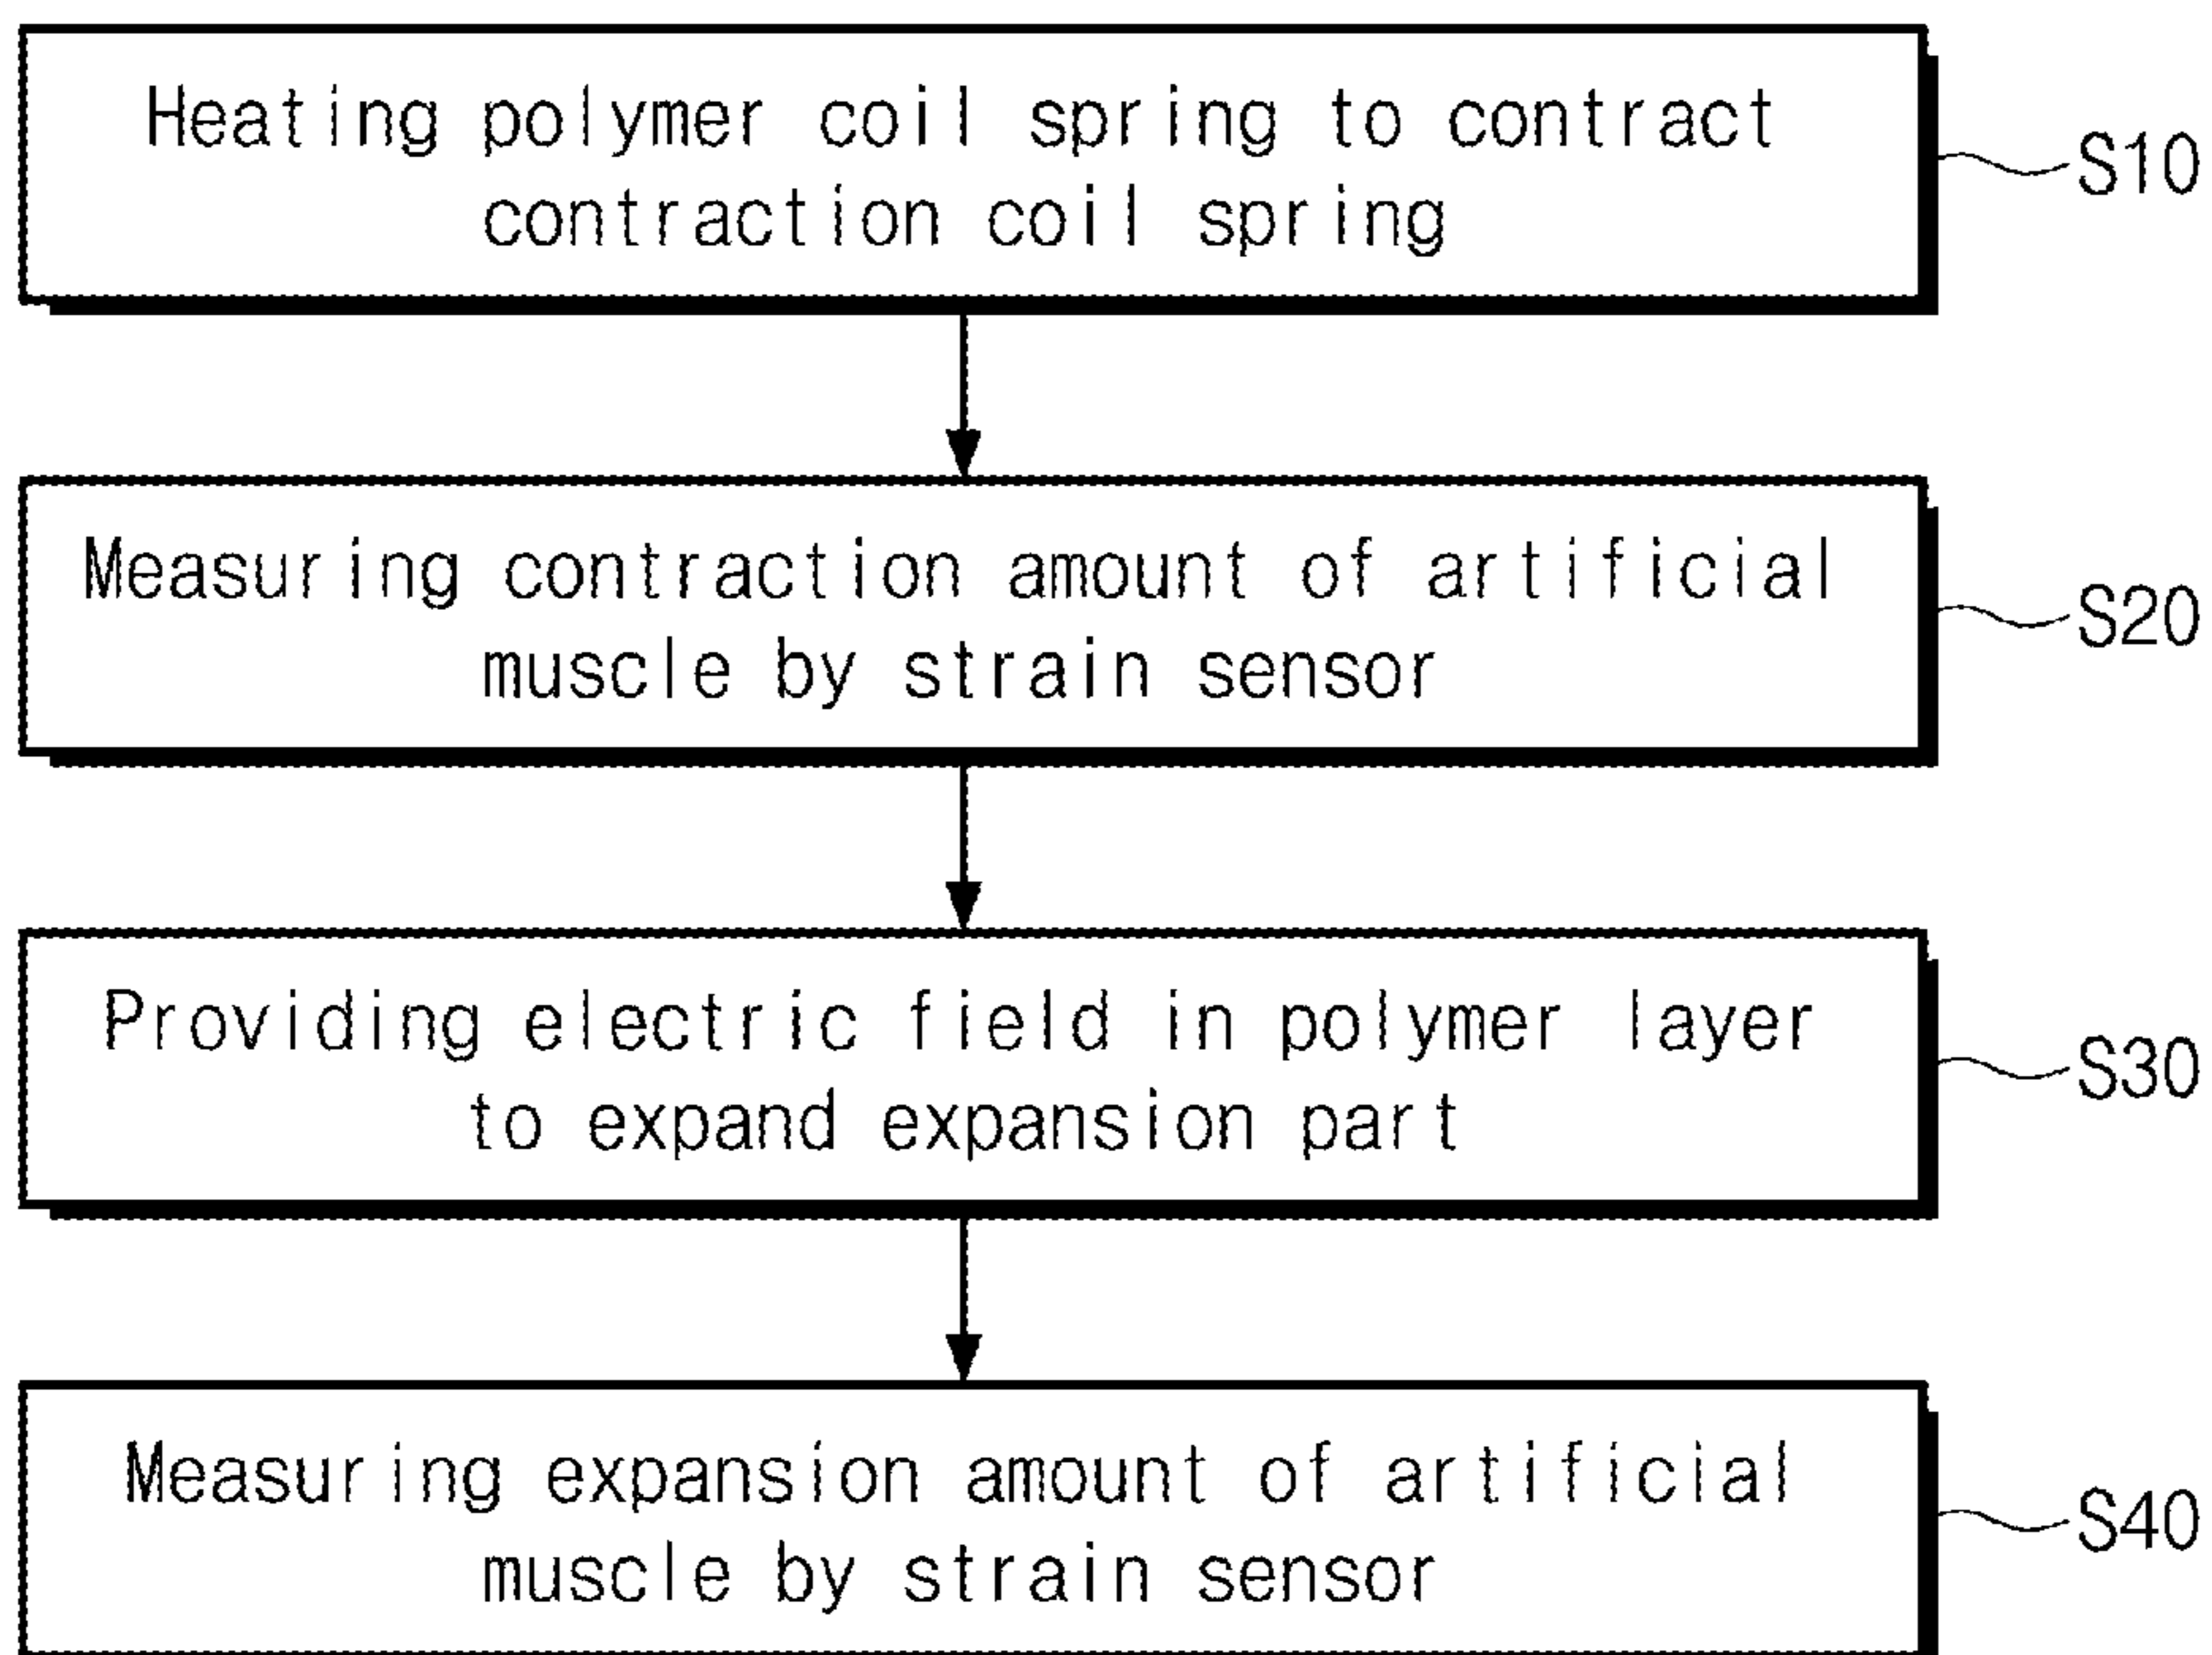 Heating polymer coil spring to contract
contraction coil spring
S10
Measuring contraction amount of artificial
muscle by strain sensor
S20
Providing electric field in polymer layer
to expand expansion part
S30
Measuring expansion amount of artificial
muscle by strain sensor
S40